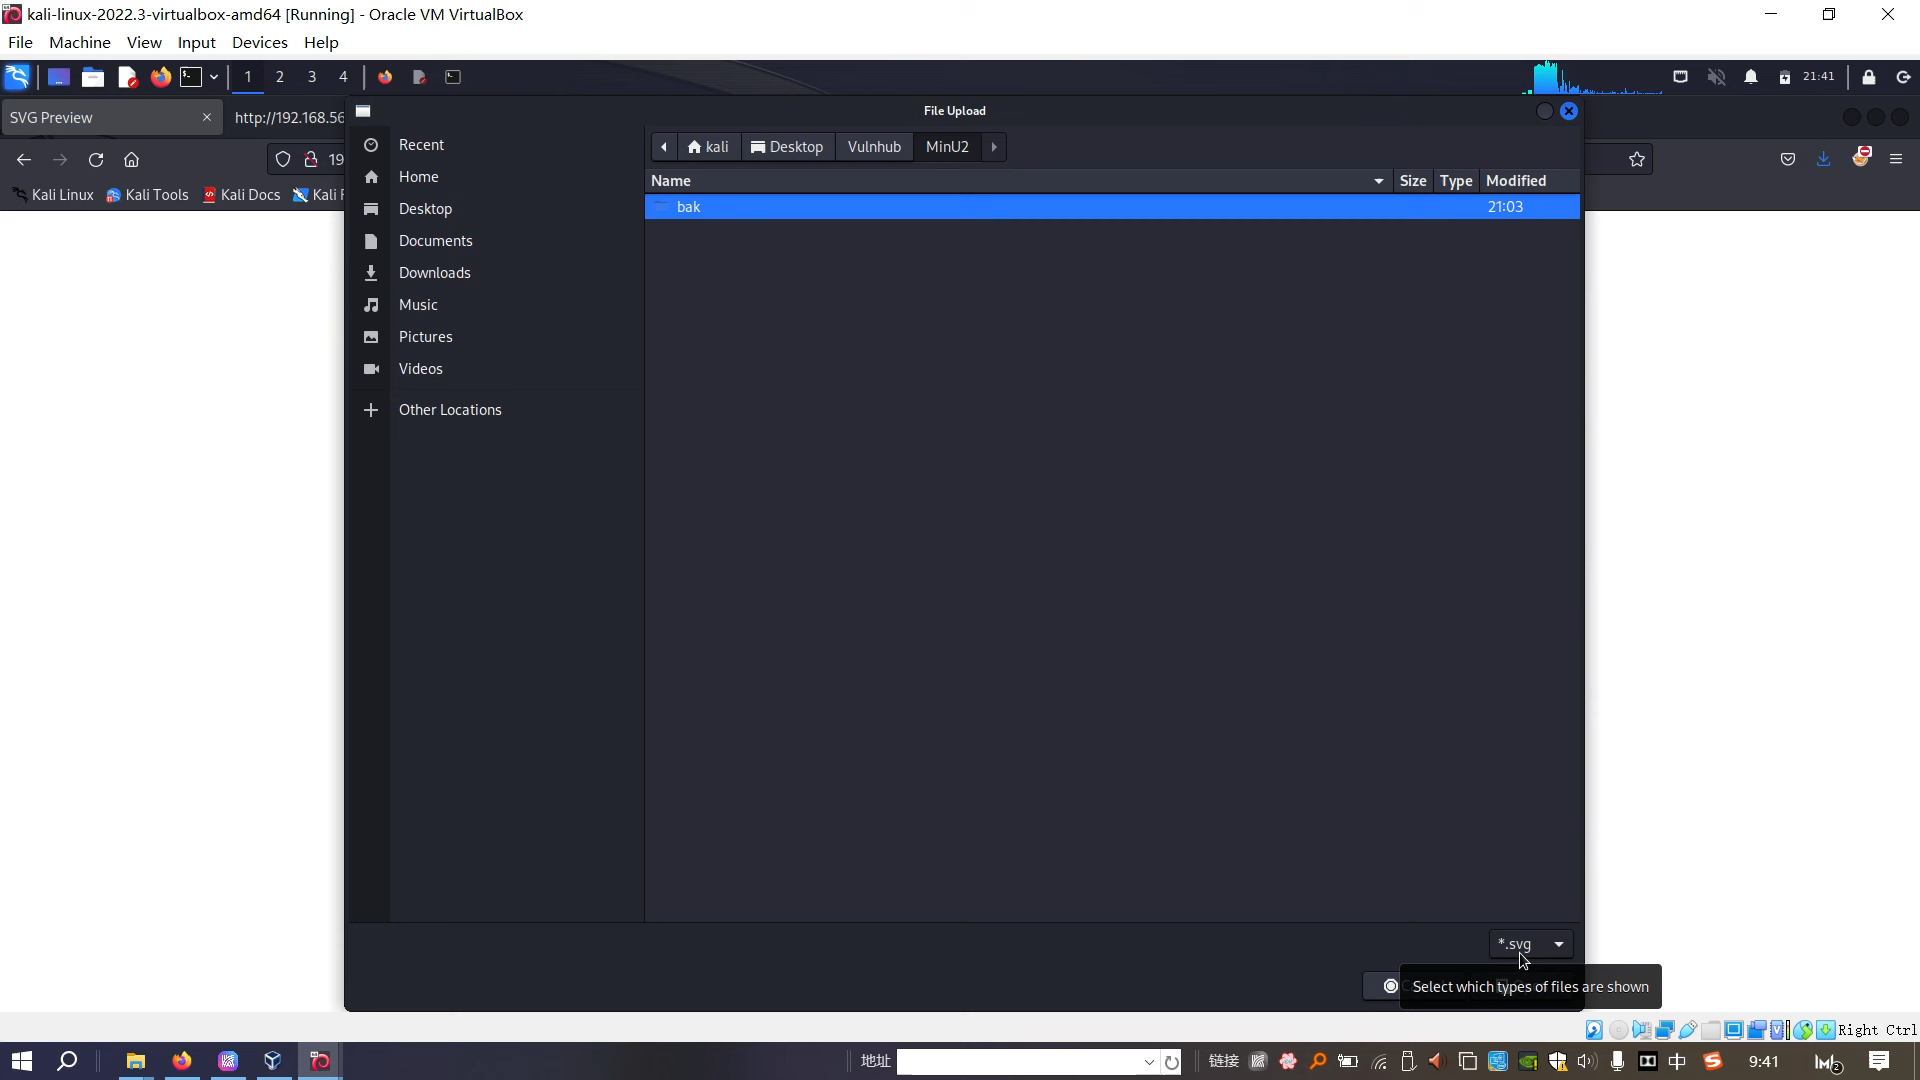 kali-linux-2022.3-virtualbox-amd64 [Running] - Oracle VM VirtualBox
File Machine View Input Devices Help
1 2 3 4 21:41
SVG Preview http://192.168.56
19
Kali Linux Kali Tools Kali Docs Kali
File Upload
Recent
Home
Desktop
Documents
Downloads
Music
Pictures
Videos
Other Locations
kali Desktop Vulnhub MinU2
Name Size Type Modified
bak 21:03
*.svg
Select which types of files are shown
Right Ctrl
地址 链接 中 9:41